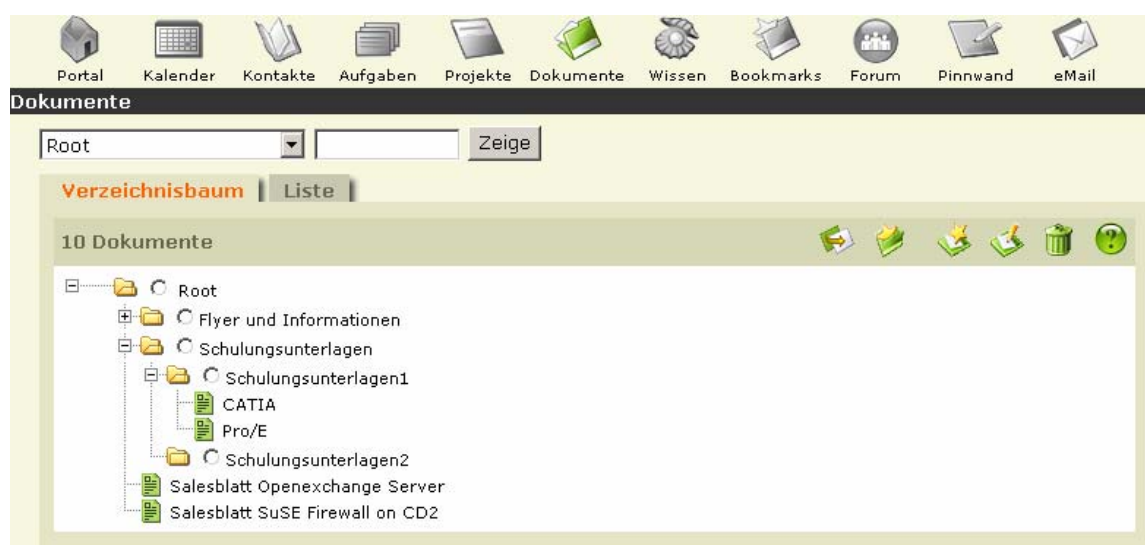 Portal Kalender Kontakte Aufgaben Projekte Dokumente Wissen Bookmarks Forum Pinnwand eMail
Dokumente
Root Zeige
Verzeichnisbaum Liste
10 Dokumente
Root
Flyer und Informationen
Schulungsunterlagen
Schulungsunterlagen1
CATIA
Pro/E
Schulungsunterlagen2
Salesblatt Openexchange Server
Salesblatt SuSE Firewall on CD2